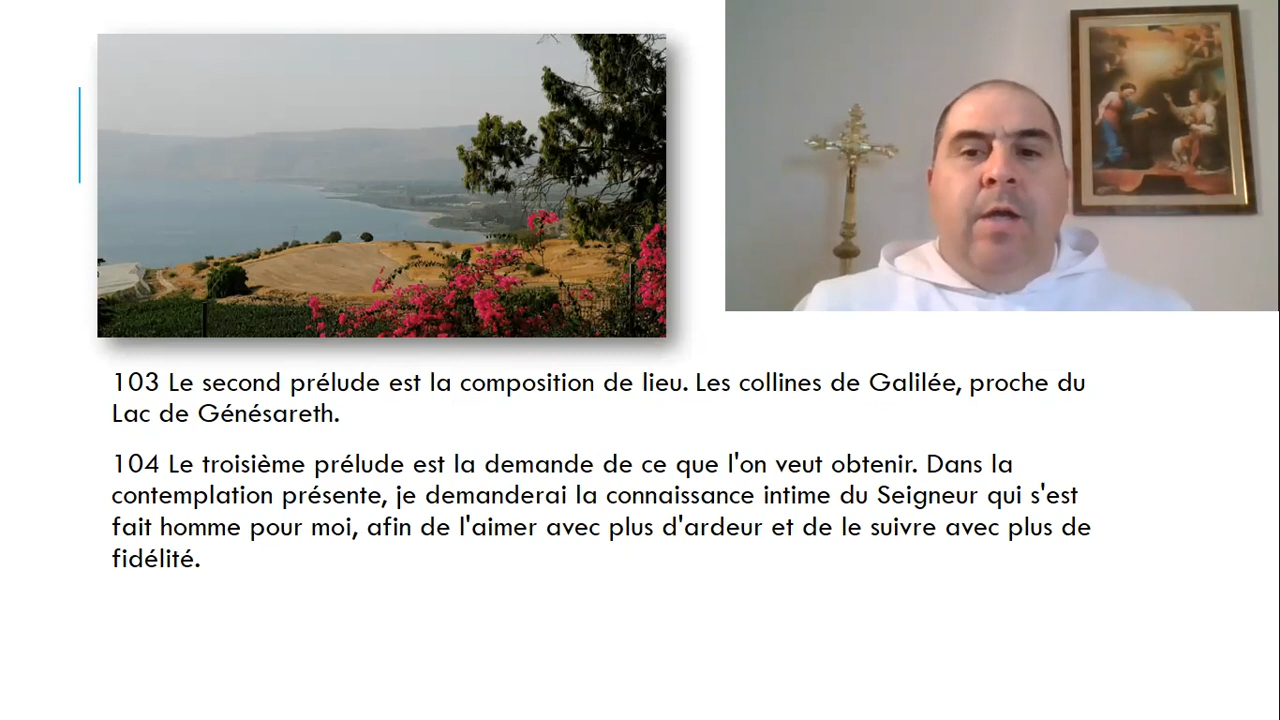 103 Le second prélude est la composition de lieu. Les collines de Galilée, proche du
Lac de Génésareth.
104 Le troisième prélude est la demande de ce que l'on veut obtenir. Dans la
contemplation présente, je demanderai la connaissance intime du Seigneur qui s'est
fait homme pour moi, afin de l'aimer avec plus d'ardeur et de le suivre avec plus de
fidélité.